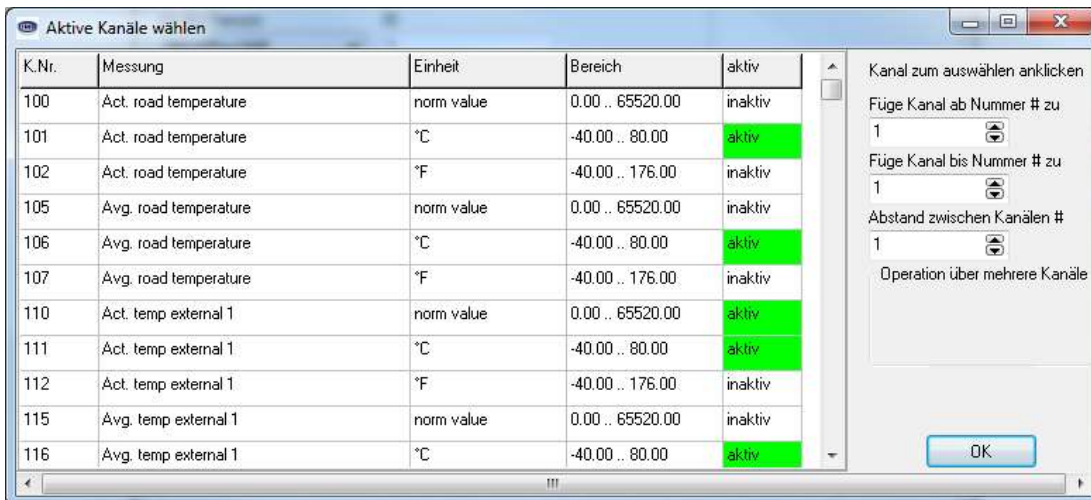 Aktive Kanäle wählen
K.Nr. Messung Einheit Bereich aktiv
100 Act. road temperature norm value 0.00 .. 65520.00 inaktiv
101 Act. road temperature °C -40.00 .. 80.00 aktiv
102 Act. road temperature °F -40.00 .. 176.00 inaktiv
105 Avg. road temperature norm value 0.00 .. 65520.00 inaktiv
106 Avg. road temperature °C -40.00 .. 80.00 aktiv
107 Avg. road temperature °F -40.00 .. 176.00 inaktiv
110 Act. temp external 1 norm value 0.00 .. 65520.00 aktiv
111 Act. temp external 1 °C -40.00 .. 80.00 aktiv
112 Act. temp external 1 °F -40.00 .. 176.00 inaktiv
115 Avg. temp external 1 norm value 0.00 .. 65520.00 inaktiv
116 Avg. temp external 1 °C -40.00 .. 80.00 aktiv
Kanal zum auswählen anklicken
Füge Kanal ab Nummer # zu
1
Füge Kanal bis Nummer # zu
1
Abstand zwischen Kanälen #
1
Operation über mehrere Kanäle
OK